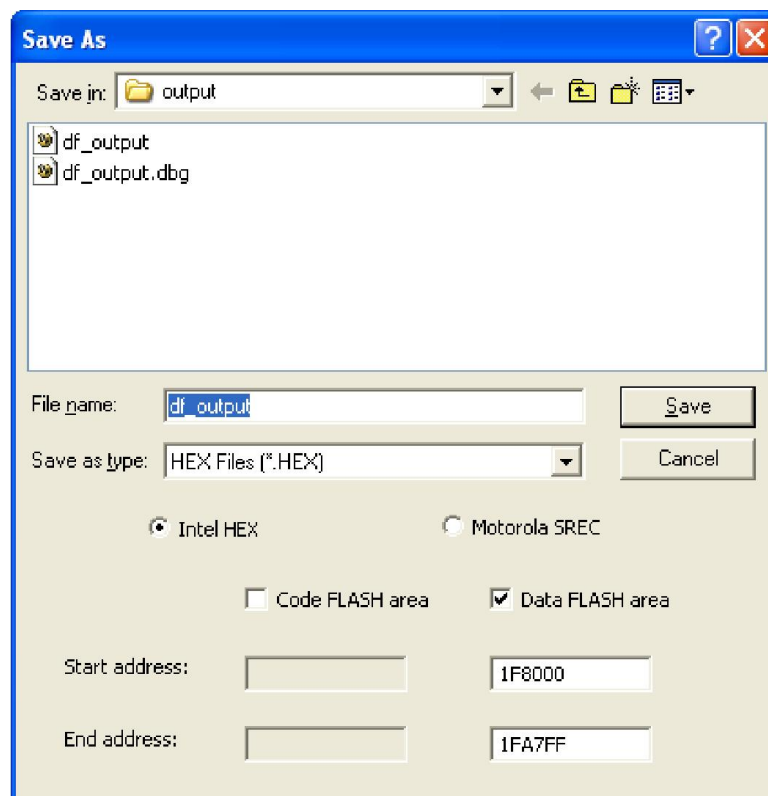 Save As
Save in: output
df_output
df_output.dbg
File name: df_output Save
Save as type: HEX Files (*.HEX) Cancel
Intel HEX Motorola SREC
Code FLASH area Data FLASH area
Start address: 1F8000
End address: 1FA7FF